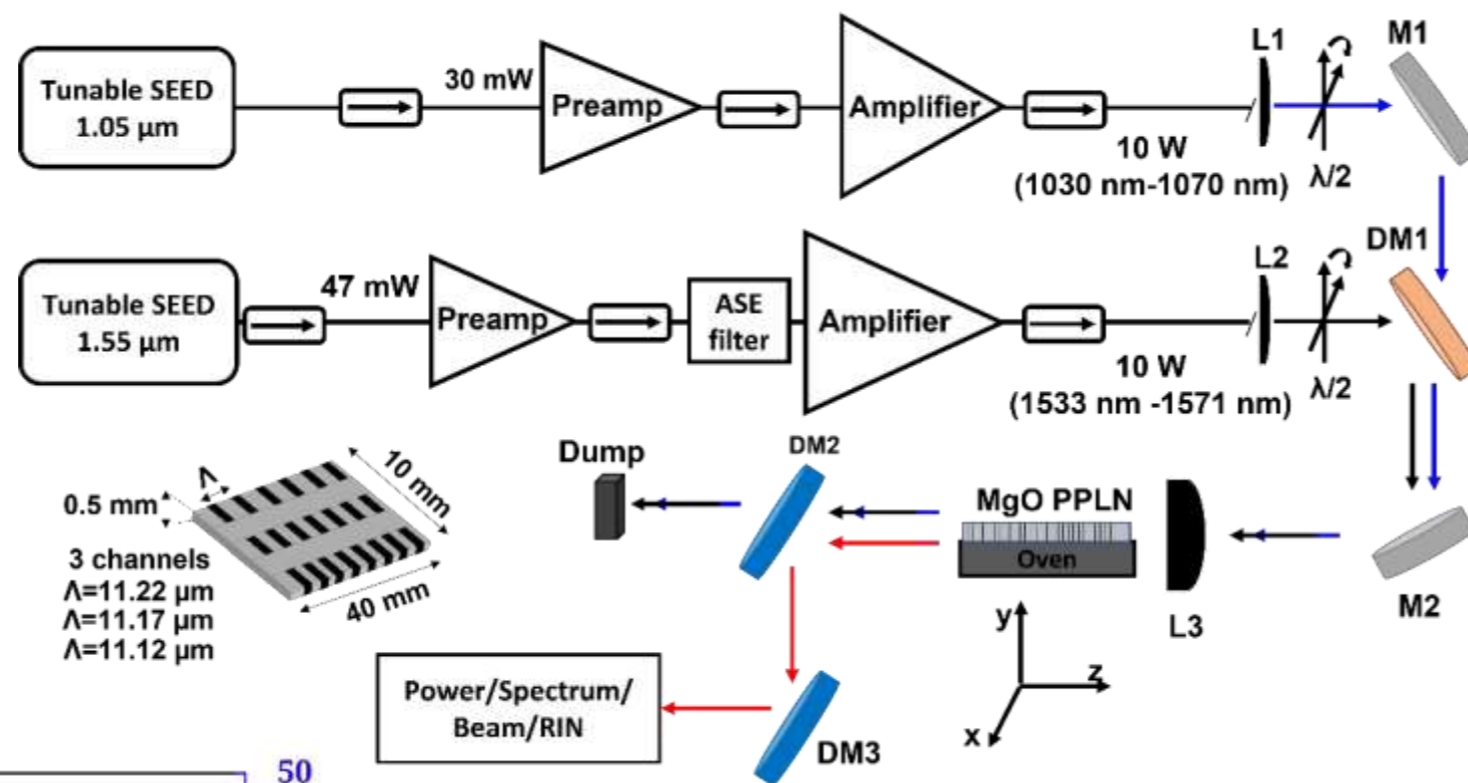 Tunable SEED
1.05 μm
30 mW
Preamp
Amplifier
10 W
(1030 nm-1070 nm)
L1
λ/2
M1
Tunable SEED
1.55 μm
47 mW
Preamp
ASE
filter
Amplifier
10 W
(1533 nm -1571 nm)
L2
λ/2
DM1
Λ
0.5 mm
10 mm
40 mm
3 channels
Λ=11.22 μm
Λ=11.17 μm
Λ=11.12 μm
Dump
DM2
MgO PPLN
Oven
L3
M2
y
z
x
Power/Spectrum/
Beam/RIN
DM3
50